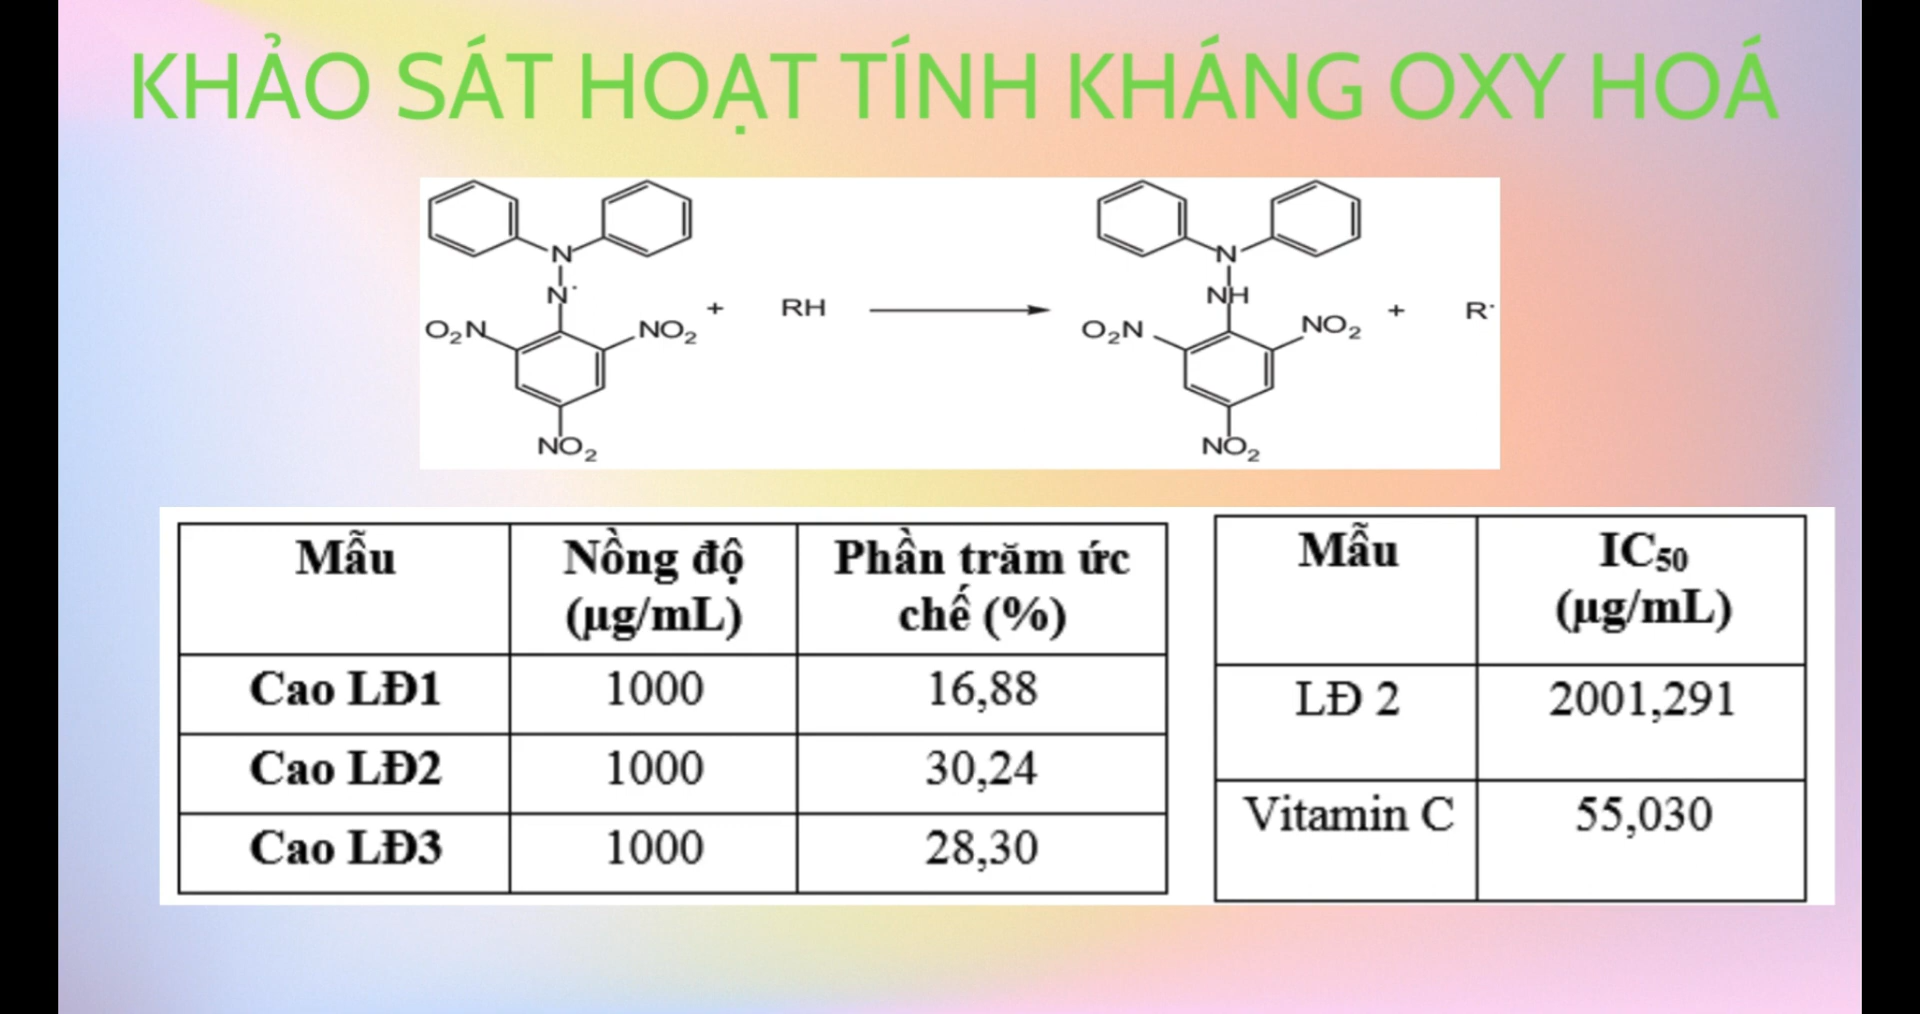 KHẢO SÁT HOẠT TÍNH KHÁNG OXY HOÁ
N
N
N·
NH
+ RH
+ R·
O₂N NO₂
O₂N NO₂
NO₂
NO₂
Mẫu Nồng độ (µg/mL) Phần trăm ức chế (%)
Cao LĐ1 1000 16,88
Cao LĐ2 1000 30,24
Cao LĐ3 1000 28,30
Mẫu IC₅₀ (µg/mL)
LĐ 2 2001,291
Vitamin C 55,030